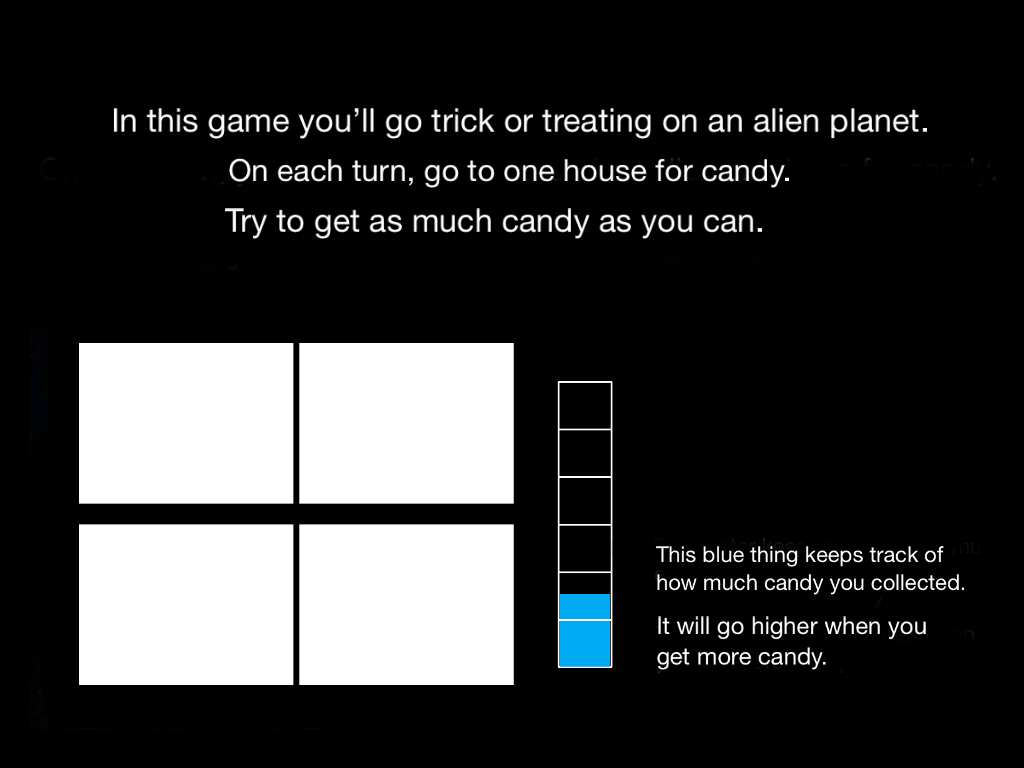 In this game you’ll go trick or treating on an alien planet.
On each turn, go to one house for candy.
Try to get as much candy as you can.
This blue thing keeps track of
how much candy you collected.
It will go higher when you
get more candy.